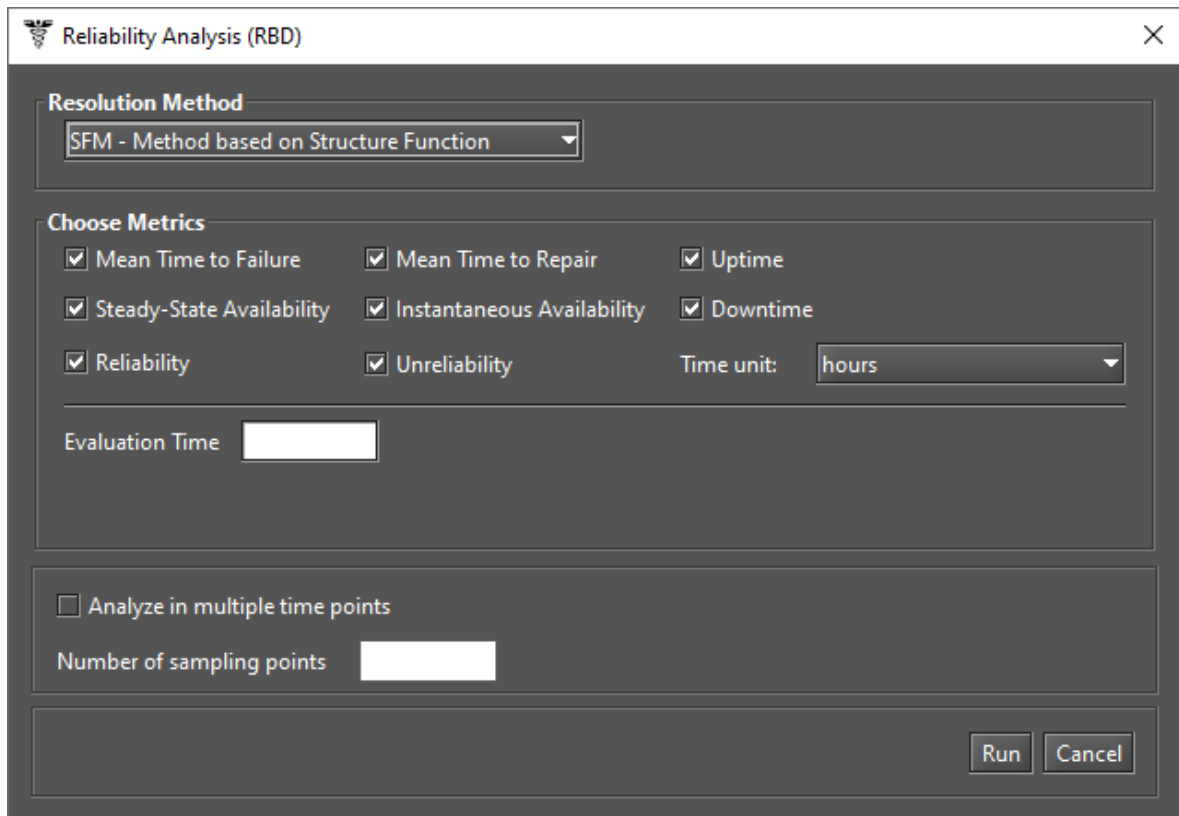 Reliability Analysis (RBD)
Resolution Method
SFM - Method based on Structure Function
Choose Metrics
Mean Time to Failure
Mean Time to Repair
Uptime
Steady-State Availability
Instantaneous Availability
Downtime
Reliability
Unreliability
Time unit:
hours
Evaluation Time
Analyze in multiple time points
Number of sampling points
Run
Cancel